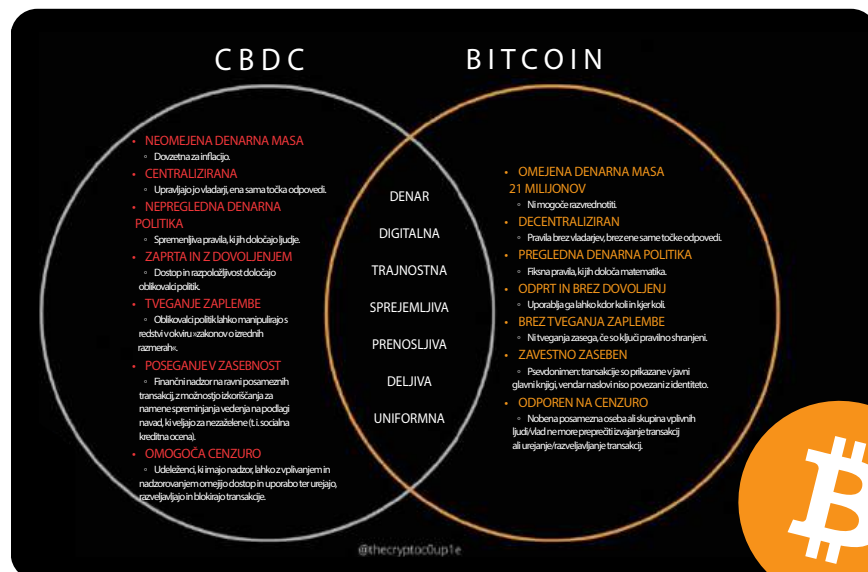 CBDC
BITCOIN
• NEOMEJENA DENARNA MASA
▫ Dovzetna za inflacijo.
• CENTRALIZIRANA
▫ Upravljajo jo vladarji, ena sama točka odpovedi.
• NEPREGLEDNA DENARNA
POLITIKA
▫ Spremenljiva pravila, ki jih določajo ljudje.
• ZAPRTA IN Z DOVOLJENJEM
▫ Dostop in razpoložljivost določajo
oblikovalci politik.
• TVEGANJE ZAPLEMBE
▫ Oblikovalci politik lahko manipulirajo s
redstvi v okviru »zakonov o izrednih
razmerah«.
• POSEGANJE V ZASEBNOST
▫ Finančni nadzor na ravni posameznih
transakcij, z možnostjo izkoriščanja za
namene spreminjanja vedenja na podlagi
navad, ki veljajo za nezaželene (t. i. socialna
kreditna ocena).
• OMOGOČA CENZURO
▫ Udeleženci, ki imajo nadzor, lahko z vplivanjem in
nadzorovanjem omejijo dostop in uporabo ter urejajo,
razveljavljajo in blokirajo transakcije.
DENAR
DIGITALNA
TRAJNOSTNA
SPREJEMLJIVA
PRENOSLJIVA
DELJIVA
UNIFORMNA
• OMEJENA DENARNA MASA
21 MILIJONOV
▫ Ni mogoče razvrednotiti.
• DECENTRALIZIRAN
▫ Pravila brez vladarjev, brez ene same točke odpovedi.
• PREGLEDNA DENARNA POLITIKA
▫ Fiksna pravila, ki jih določa matematika.
• ODPRT IN BREZ DOVOLJENJ
▫ Uporablja ga lahko kdor koli in kjer koli.
• BREZ TVEGANJA ZAPLEMBE
▫ Ni tveganja zasega, če so ključi pravilno shranjeni.
• ZAVESTNO ZASEBEN
▫ Psevdonimen: transakcije so prikazane v javni
glavni knjigi, vendar naslovi niso povezani z identiteto.
• ODPOREN NA CENZURO
▫ Nobena posamezna oseba ali skupina vplivnih
ljudi/vlad ne more preprečiti izvajanje transakcij
ali urejanje/razveljavljanje transakcij.
@thecryptoc0up1e